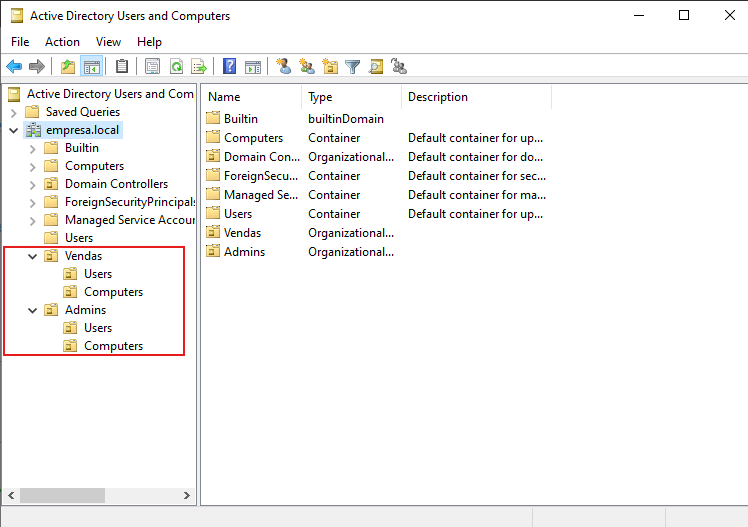 Active Directory Users and Computers
File Action View Help
Active Directory Users and Com
Saved Queries
empresa.local
Builtin
Computers
Domain Controllers
ForeignSecurityPrincipals
Managed Service Accour
Users
Vendas
Users
Computers
Admins
Users
Computers
Name Type Description
Builtin builtinDomain
Computers Container Default container for up...
Domain Con... Organizational... Default container for do...
ForeignSecu... Container Default container for sec...
Managed Se... Container Default container for ma...
Users Container Default container for up...
Vendas Organizational...
Admins Organizational...